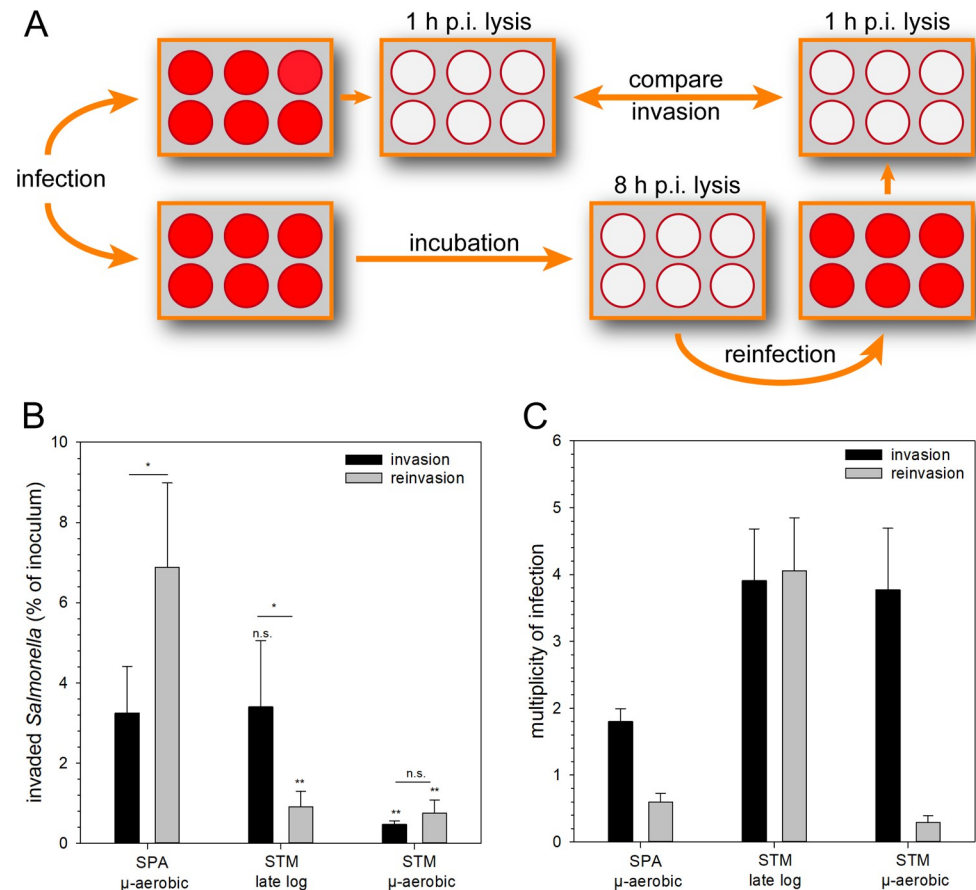 A
1 h p.i. lysis
1 h p.i. lysis
compare
invasion
infection
8 h p.i. lysis
incubation
reinfection
B
10
8
6
4
2
0
invaded Salmonella (% of inoculum)
invasion
reinvasion
*
*
n.s.
**
n.s.
**
**
SPA
μ-aerobic
STM
late log
STM
μ-aerobic
C
6
5
4
3
2
1
0
multiplicity of infection
invasion
reinvasion
SPA
μ-aerobic
STM
late log
STM
μ-aerobic